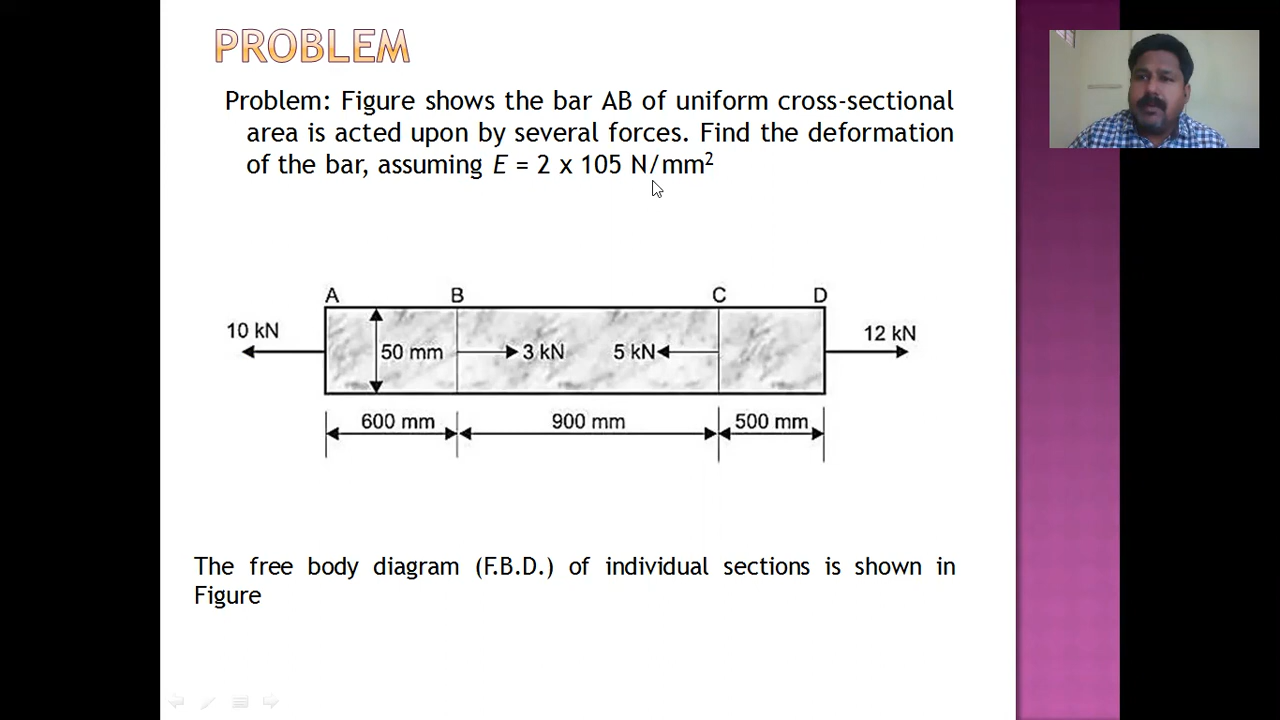 PROBLEM
Problem: Figure shows the bar AB of uniform cross-sectional
area is acted upon by several forces. Find the deformation
of the bar, assuming E = 2 x 105 N/mm²
A B C D
10 kN 50 mm 3 kN 5 kN 12 kN
600 mm 900 mm 500 mm
The free body diagram (F.B.D.) of individual sections is shown in
Figure